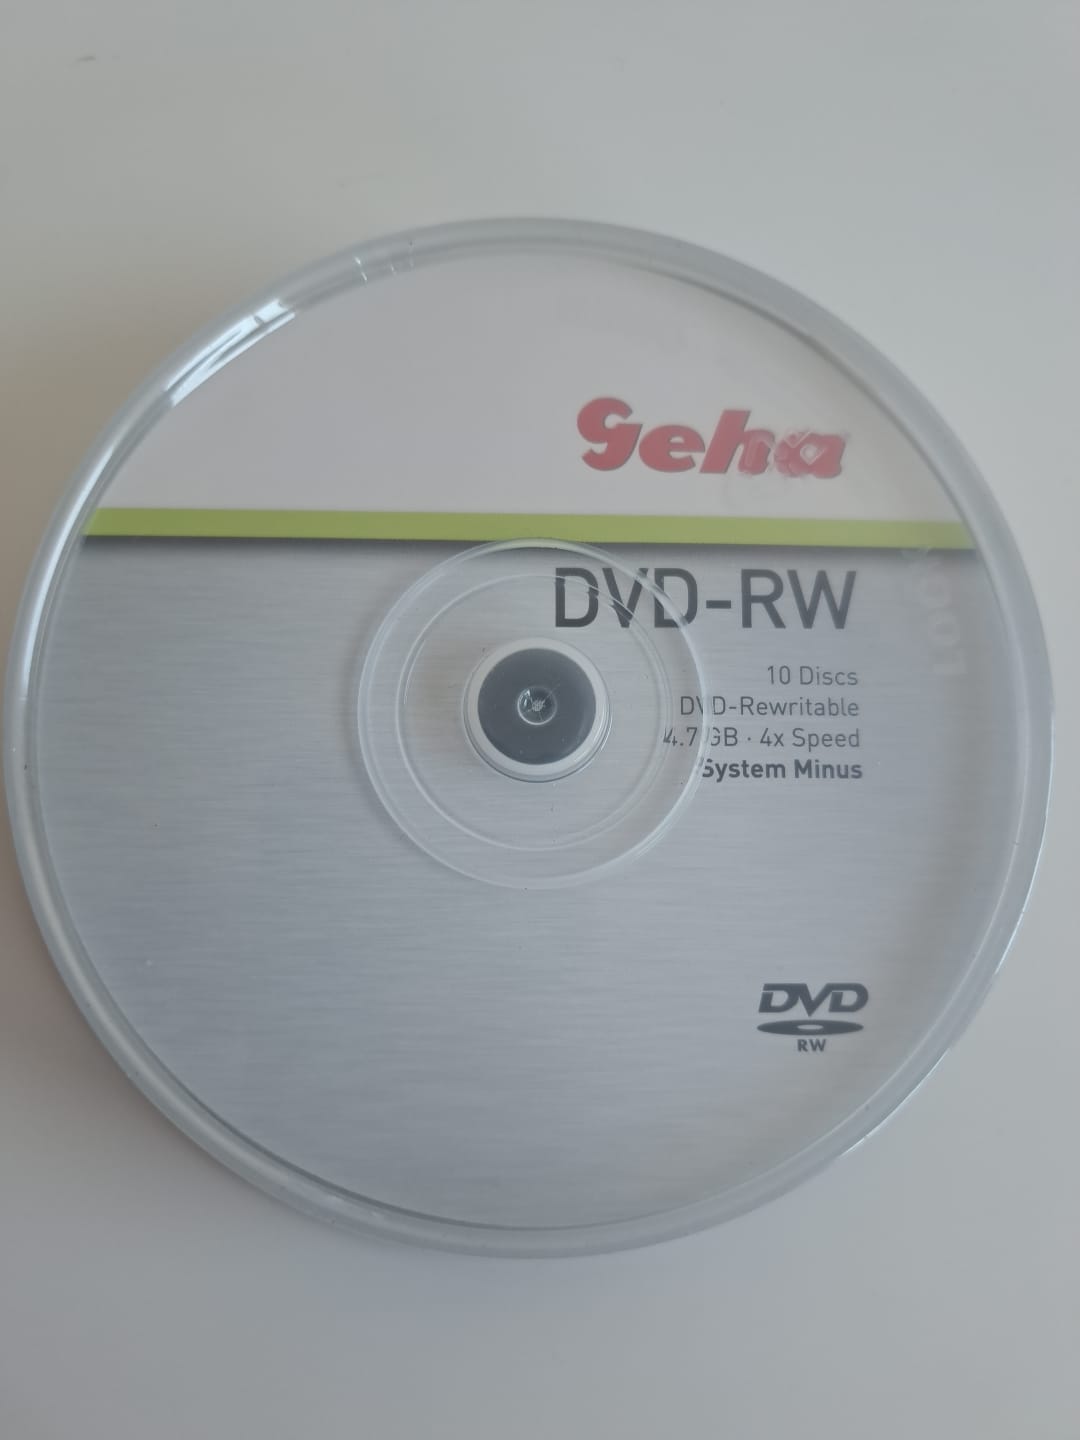 Geha
DVD-RW
10 Discs
DVD-Rewritable
4.7 GB · 4x Speed
System Minus
DVD
RW